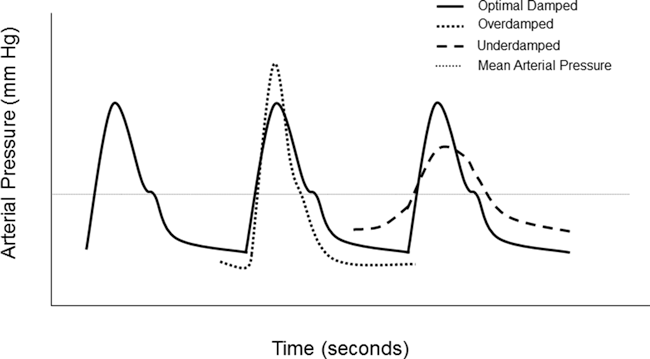 Optimal Damped
Overdamped
Underdamped
Mean Arterial Pressure
Arterial Pressure (mm Hg)
Time (seconds)